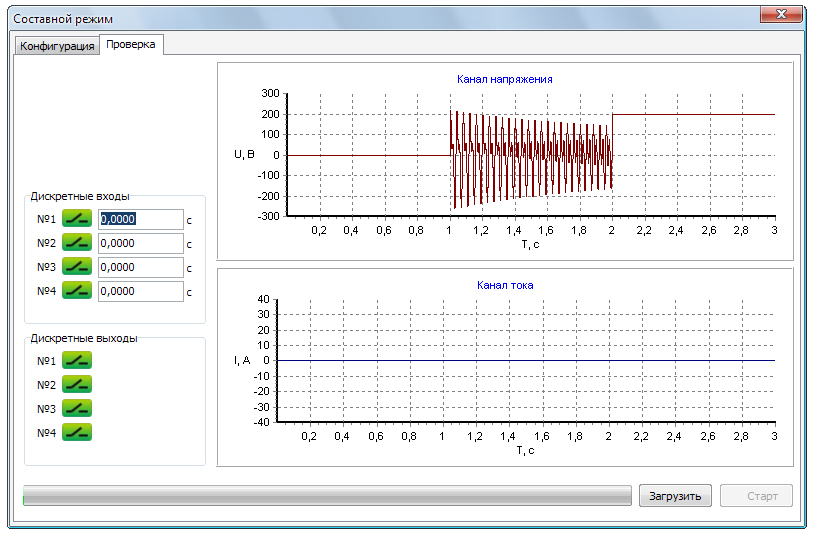 Составной режим
Конфигурация Проверка
Дискретные входы
№1 0,0000 с
№2 0,0000 с
№3 0,0000 с
№4 0,0000 с
Дискретные выходы
№1
№2
№3
№4
Канал напряжения
300
200
100
U, В 0
-100
-200
-300
0,2 0,4 0,6 0,8 1 1,2 1,4 1,6 1,8 2 2,2 2,4 2,6 2,8 3
T, с
Канал тока
40
30
20
10
I, А 0
-10
-20
-30
-40
0,2 0,4 0,6 0,8 1 1,2 1,4 1,6 1,8 2 2,2 2,4 2,6 2,8 3
T, с
Загрузить Старт